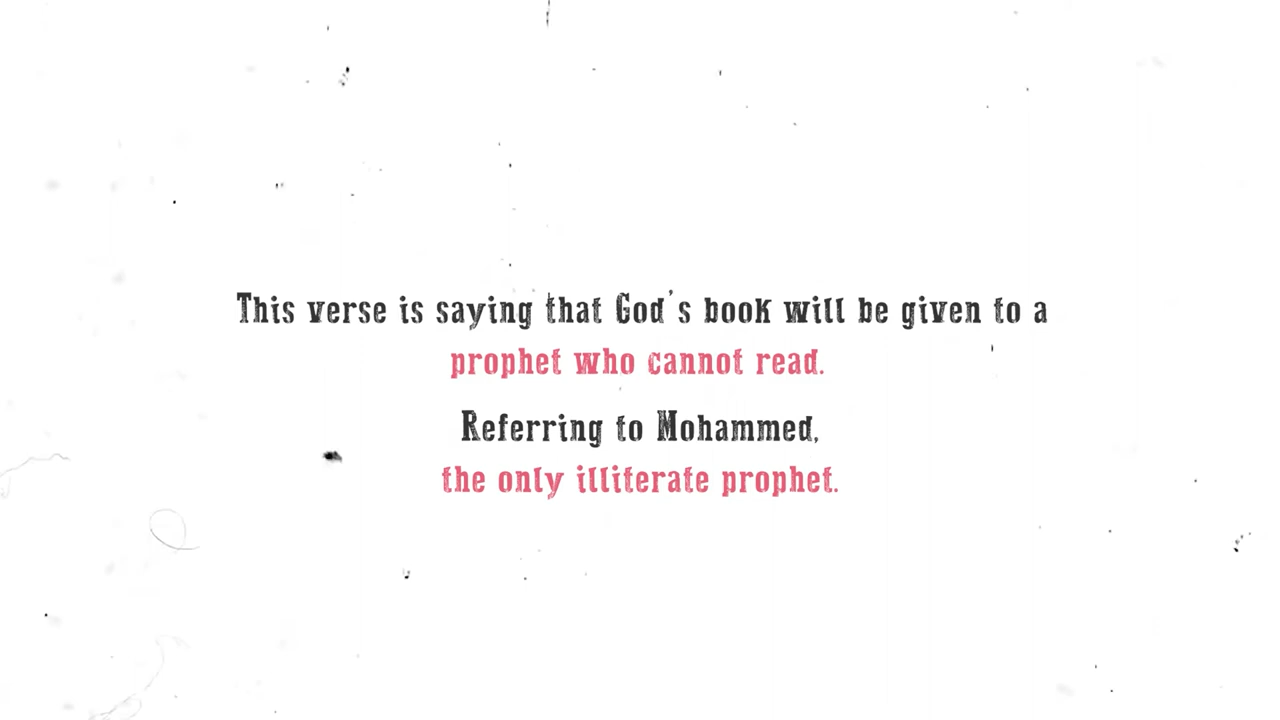 This verse is saying that God's book will be given to a
prophet who cannot read.
Referring to Mohammed,
the only illiterate prophet.